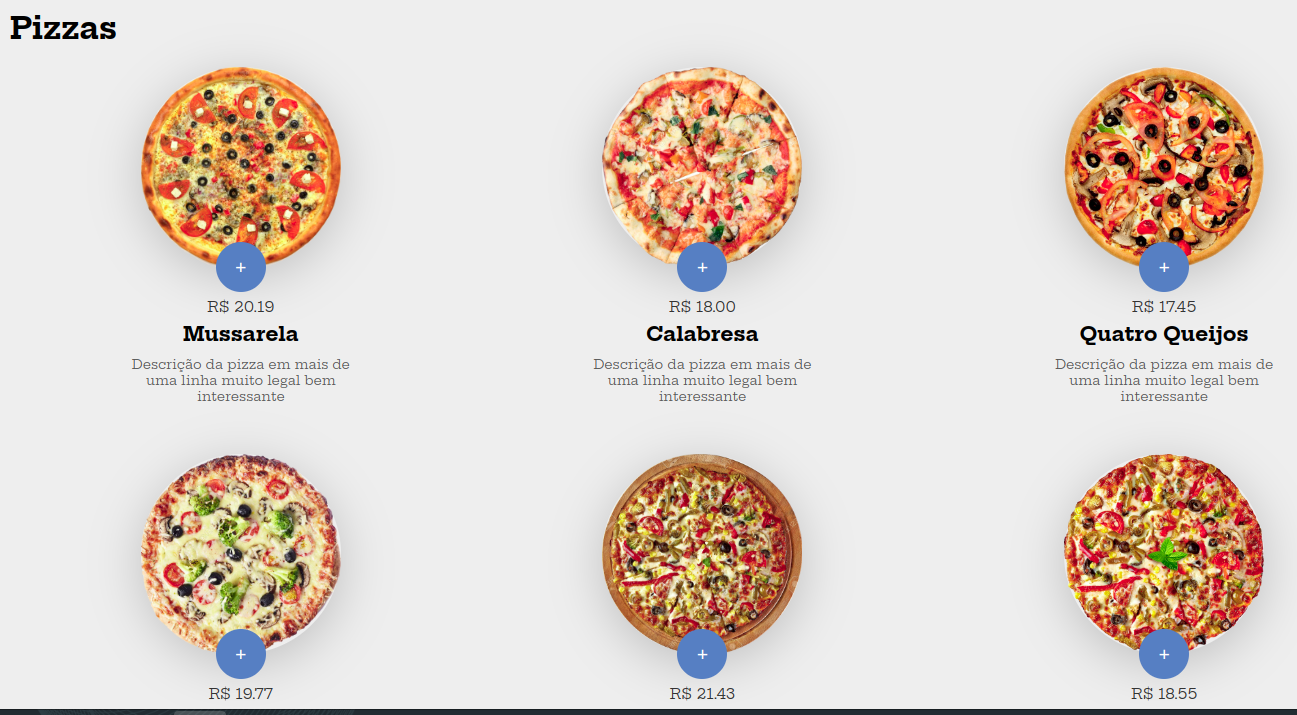 Pizzas
+
+
+
R$ 20.19
R$ 18.00
R$ 17.45
Mussarela
Calabresa
Quatro Queijos
Descrição da pizza em mais de
uma linha muito legal bem
interessante
Descrição da pizza em mais de
uma linha muito legal bem
interessante
Descrição da pizza em mais de
uma linha muito legal bem
interessante
+
+
+
R$ 19.77
R$ 21.43
R$ 18.55